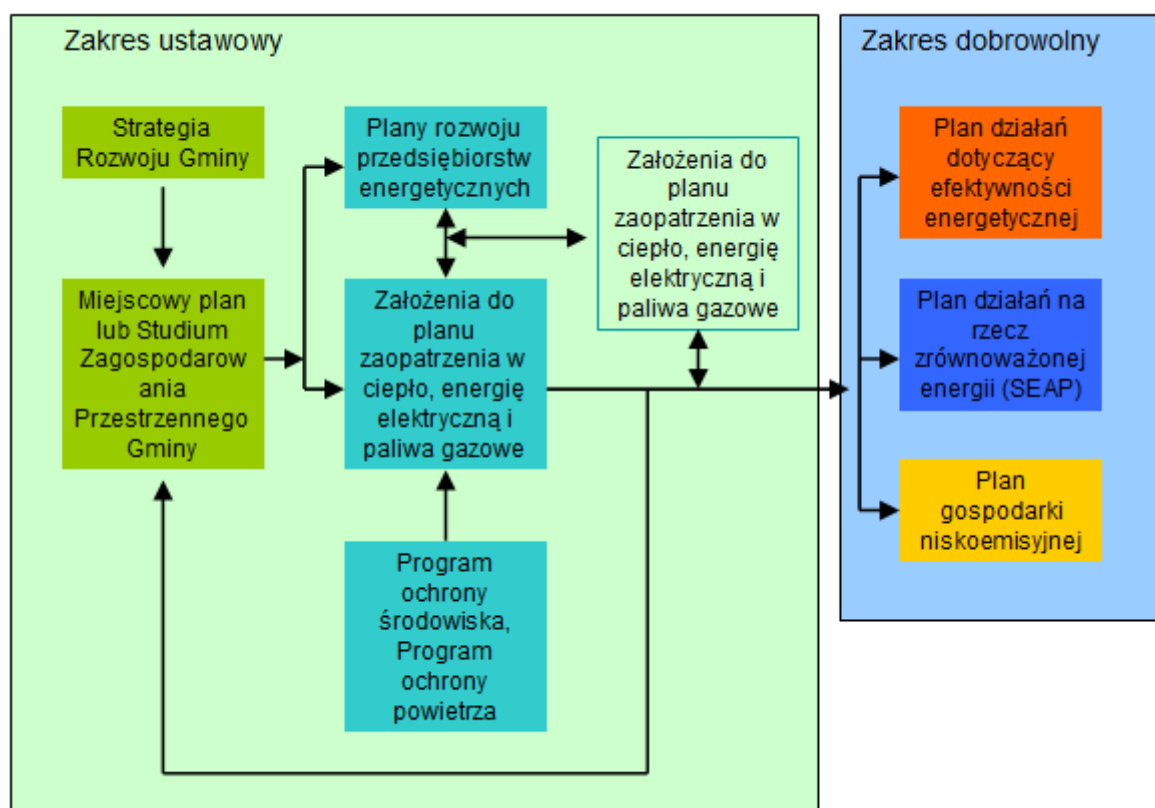 Zakres ustawowy
Strategia
Rozwoju Gminy
Miejscowy plan
lub Studium
Zagospodarow
ania
Przestrzennego
Gminy
Plany rozwoju
przedsiębiorstw
energetycznych
Założenia do
planu
zaopatrzenia w
ciepło, energię
elektryczną i
paliwa gazowe
Program
ochrony
środowiska,
Program
ochrony
powietrza
Założenia do
planu
zaopatrzenia w
ciepło, energię
elektryczną i
paliwa gazowe
Zakres dobrowolny
Plan działań
dotyczący
efektywności
energetycznej
Plan działań na
rzecz
zrównoważonej
energii (SEAP)
Plan
gospodarki
niskoemisyjnej